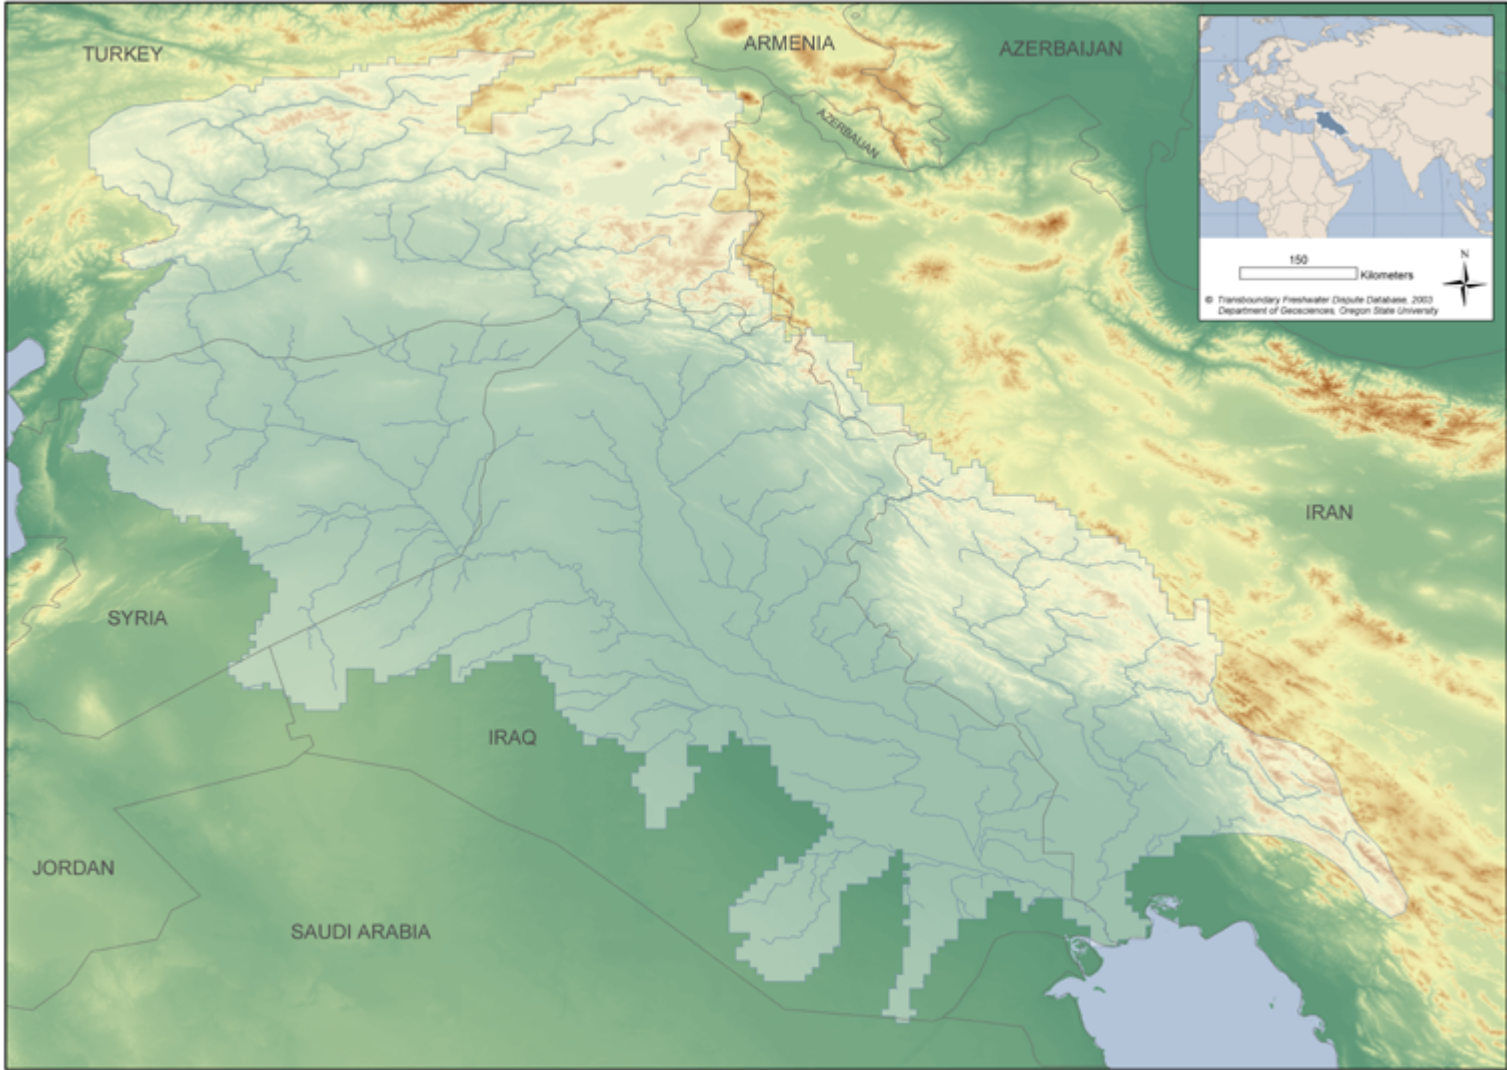 TURKEY
ARMENIA
AZERBAIJAN
AZERBAIJAN
IRAN
SYRIA
IRAQ
JORDAN
SAUDI ARABIA
N
150
Kilometers
© Transboundary Freshwater Dispute Database, 2003
Department of Geosciences, Oregon State University